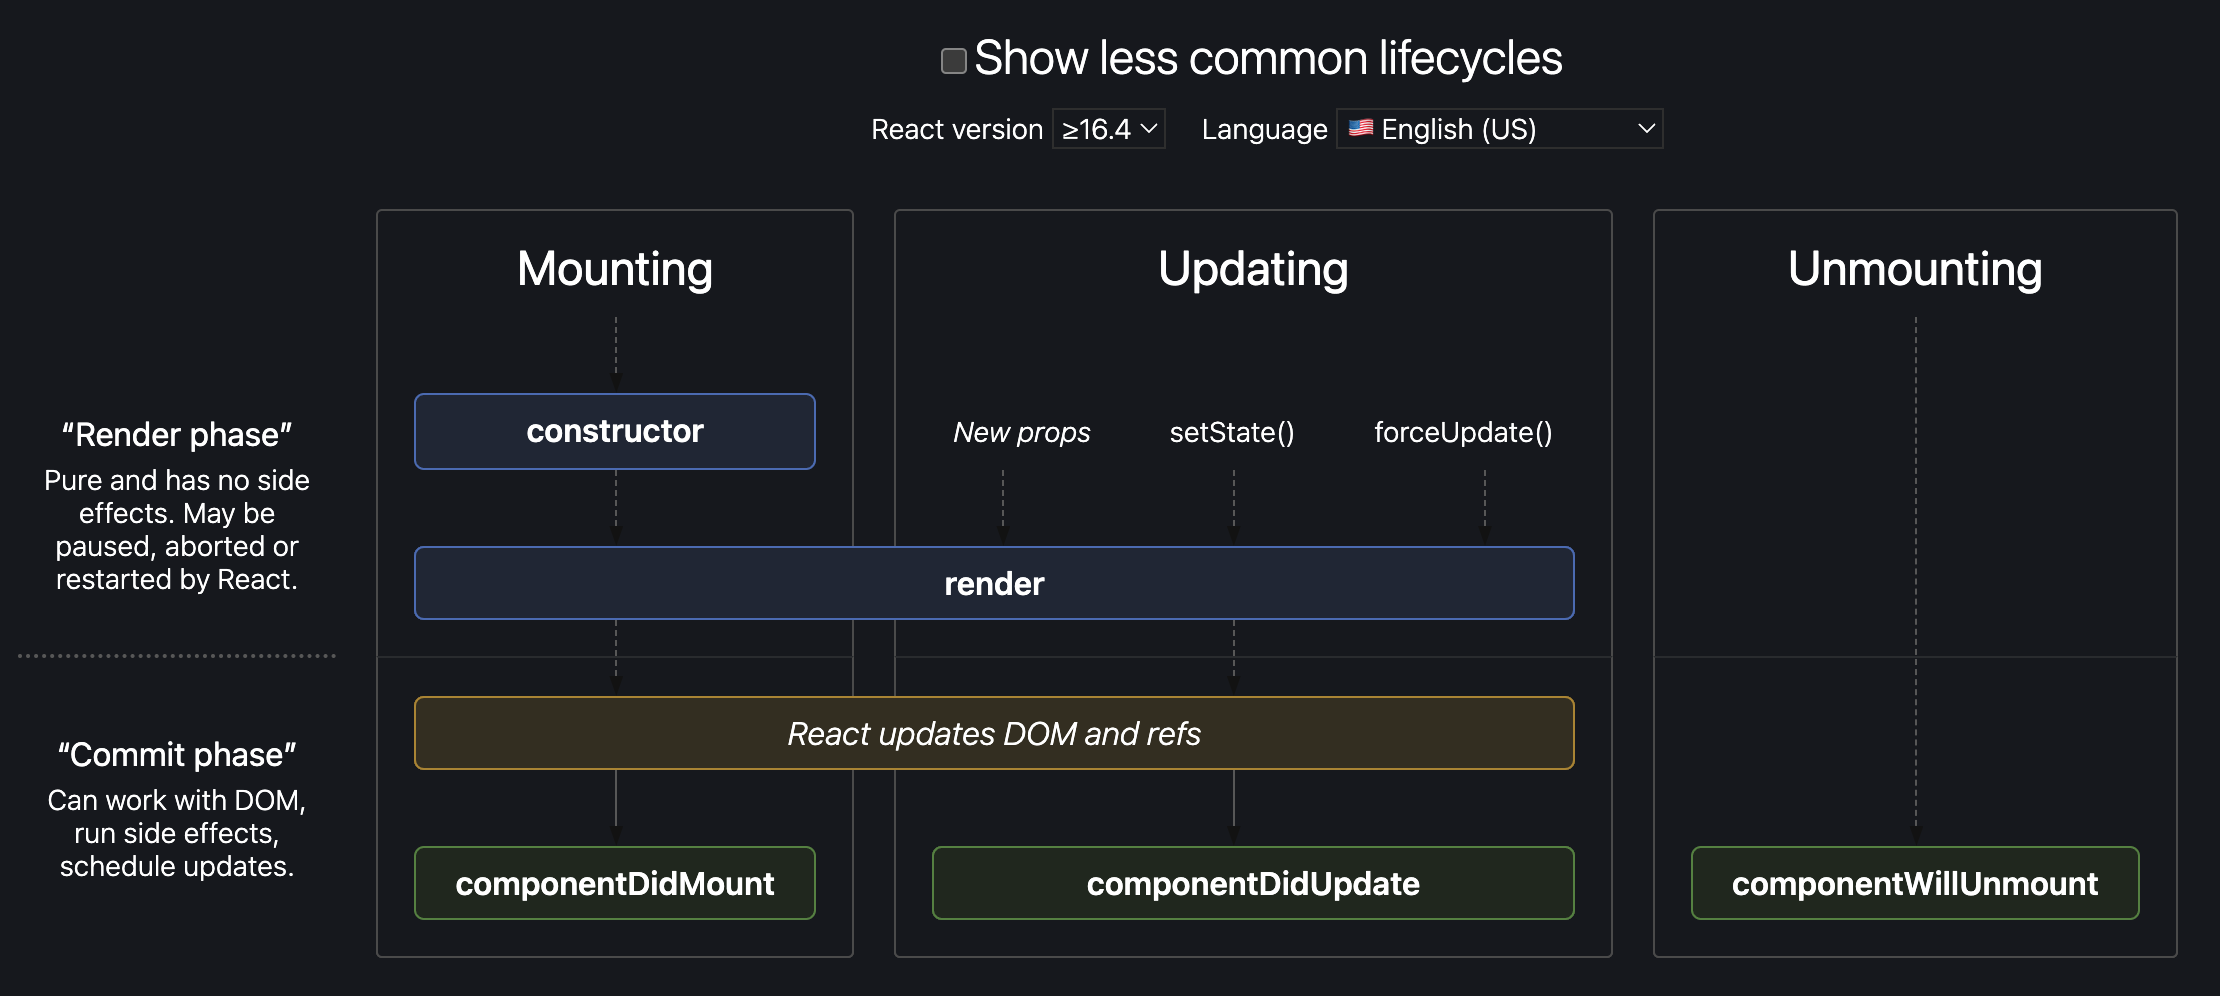 Show less common lifecycles
React version ≥16.4 Language 🇺🇸 English (US)
Mounting
Updating
Unmounting
“Render phase”
Pure and has no side
effects. May be
paused, aborted or
restarted by React.
constructor
New props
setState()
forceUpdate()
render
“Commit phase”
Can work with DOM,
run side effects,
schedule updates.
React updates DOM and refs
componentDidMount
componentDidUpdate
componentWillUnmount